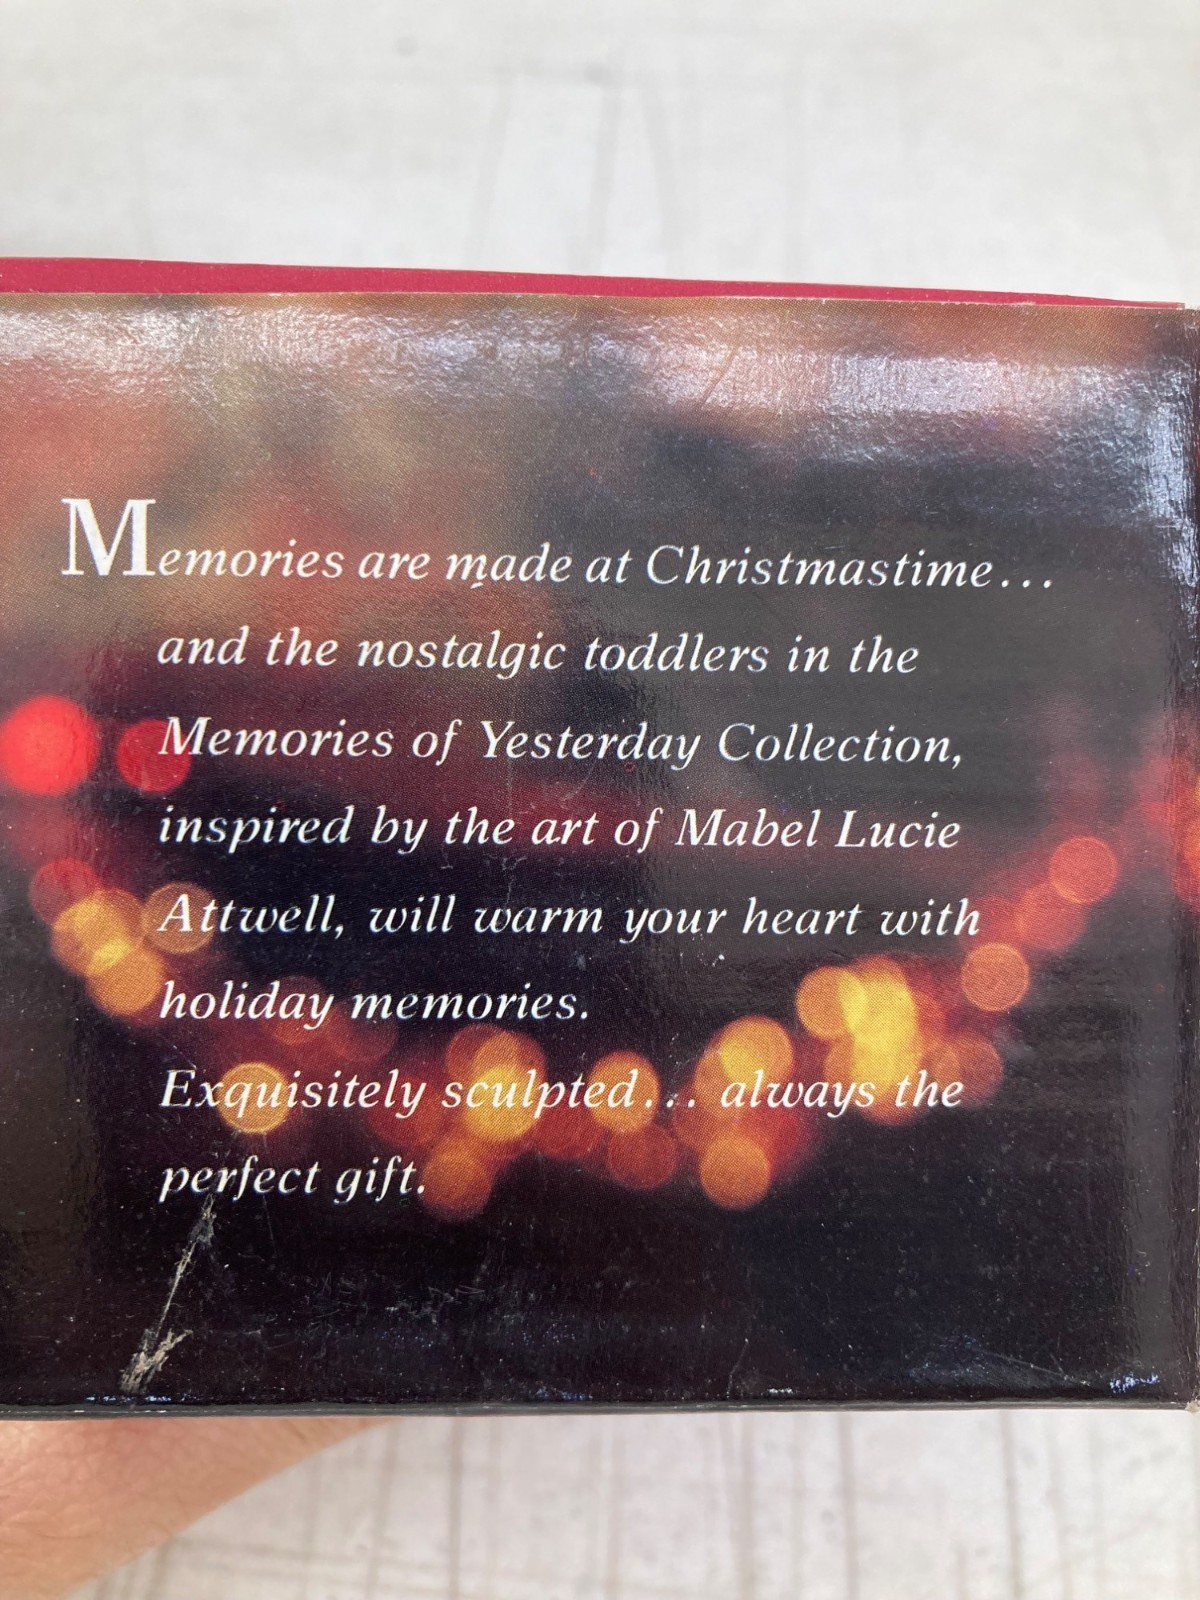 Memories are made at Christmastime...
and the nostalgic toddlers in the
Memories of Yesterday Collection,
inspired by the art of Mabel Lucie
Attwell, will warm your heart with
holiday memories.
Exquisitely sculpted... always the
perfect gift.